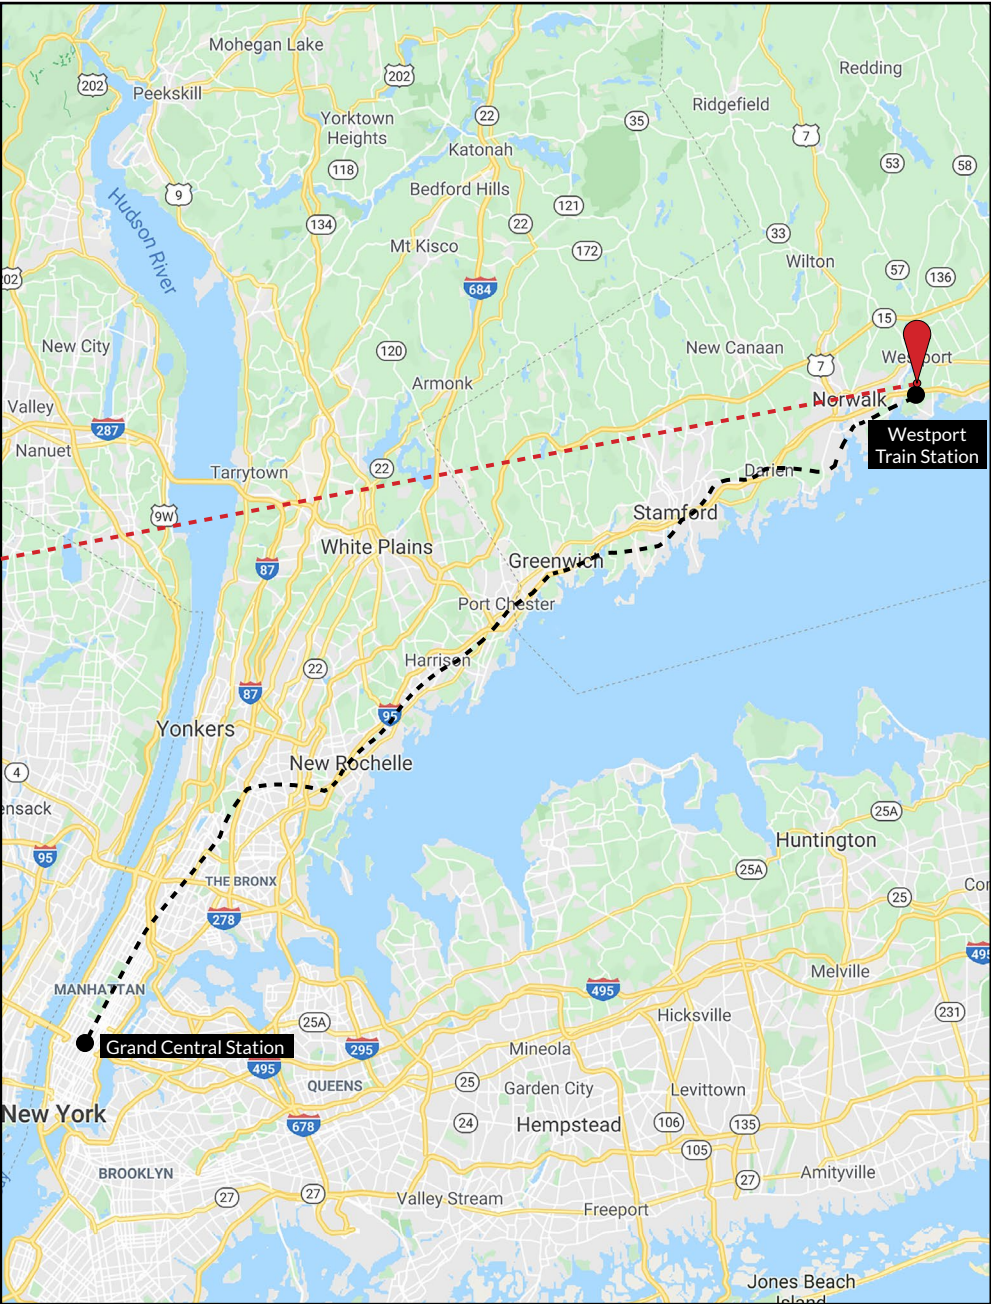 Mohegan Lake
202
202
Peekskill
Redding
Ridgefield
22
35
Yorktown
Heights
7
Katonah
118
53
58
9
Bedford Hills
121
134
22
33
Hudson River
Mt Kisco
172
Wilton
57
136
202
684
15
New City
120
New Canaan
Westport
7
Armonk
Valley
Norwalk
287
Westport
Train Station
Nanuet
Tarrytown
22
Darien
9W
Stamford
White Plains
Greenwich
87
Port Chester
Harrison
22
87
95
Yonkers
New Rochelle
4
ensack
25A
Huntington
95
25A
THE BRONX
Cor
25
278
495
Melville
MANHATTAN
495
231
Hicksville
25A
Grand Central Station
295
Mineola
495
QUEENS
25
Garden City
Levittown
New York
678
24
Hempstead
106
135
105
BROOKLYN
27
Amityville
27
27
Valley Stream
Freeport
Jones Beach
Island